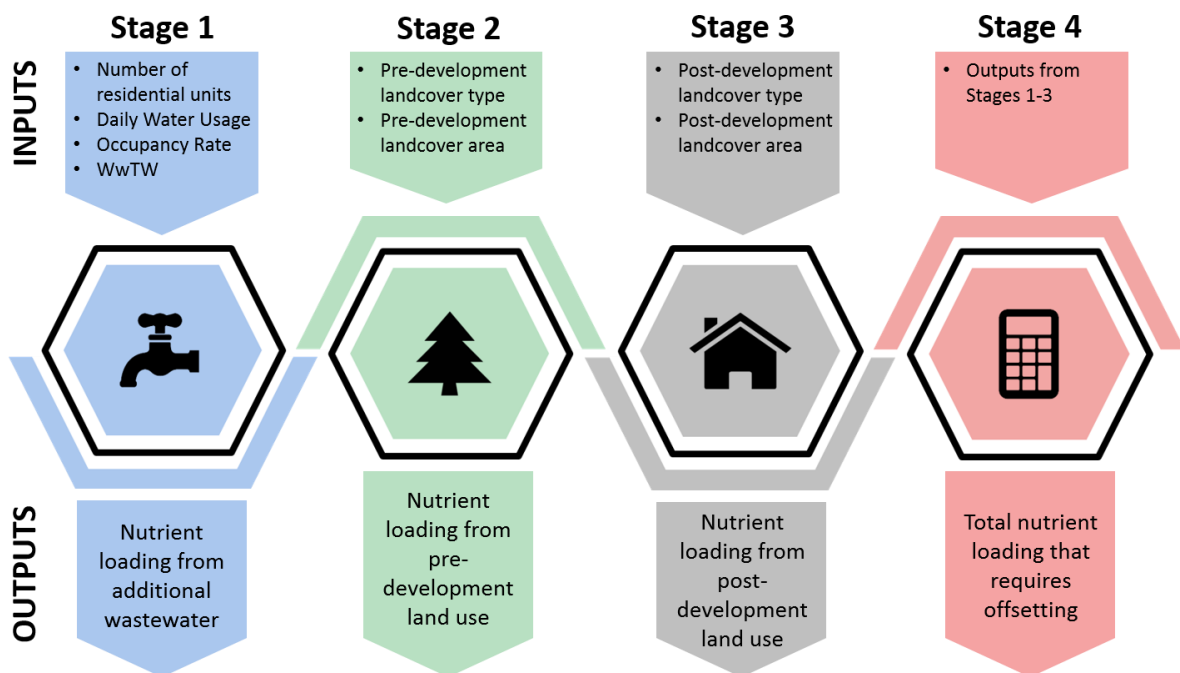 Stage 1
Stage 2
Stage 3
Stage 4
INPUTS
• Number of
residential units
• Daily Water Usage
• Occupancy Rate
• WwTW
• Pre-development
landcover type
• Pre-development
landcover area
• Post-development
landcover type
• Post-development
landcover area
• Outputs from
Stages 1-3
OUTPUTS
Nutrient
loading from
additional
wastewater
Nutrient
loading from
pre-
development
land use
Nutrient
loading from
post-
development
land use
Total nutrient
loading that
requires
offsetting